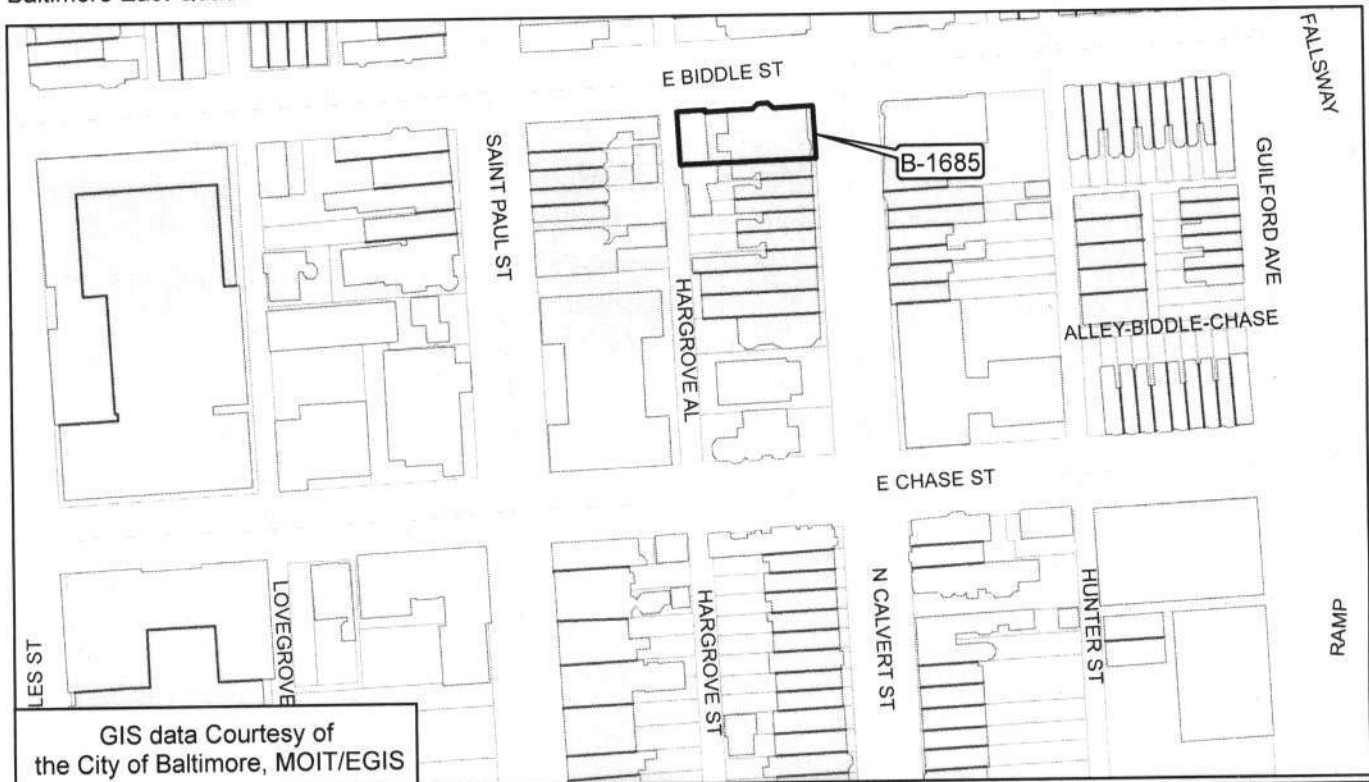 Baltimore East
E BIDDLE ST
FALLSWAY
B-1685
SAINT PAUL ST
GUILFORD AVE
HARGROVE AL
ALLEY-BIDDLE-CHASE
E CHASE ST
LES ST
LOVEGROVE
HARGROVE ST
N CALVERT ST
HUNTER ST
RAMP
GIS data Courtesy of
the City of Baltimore, MOIT/EGIS